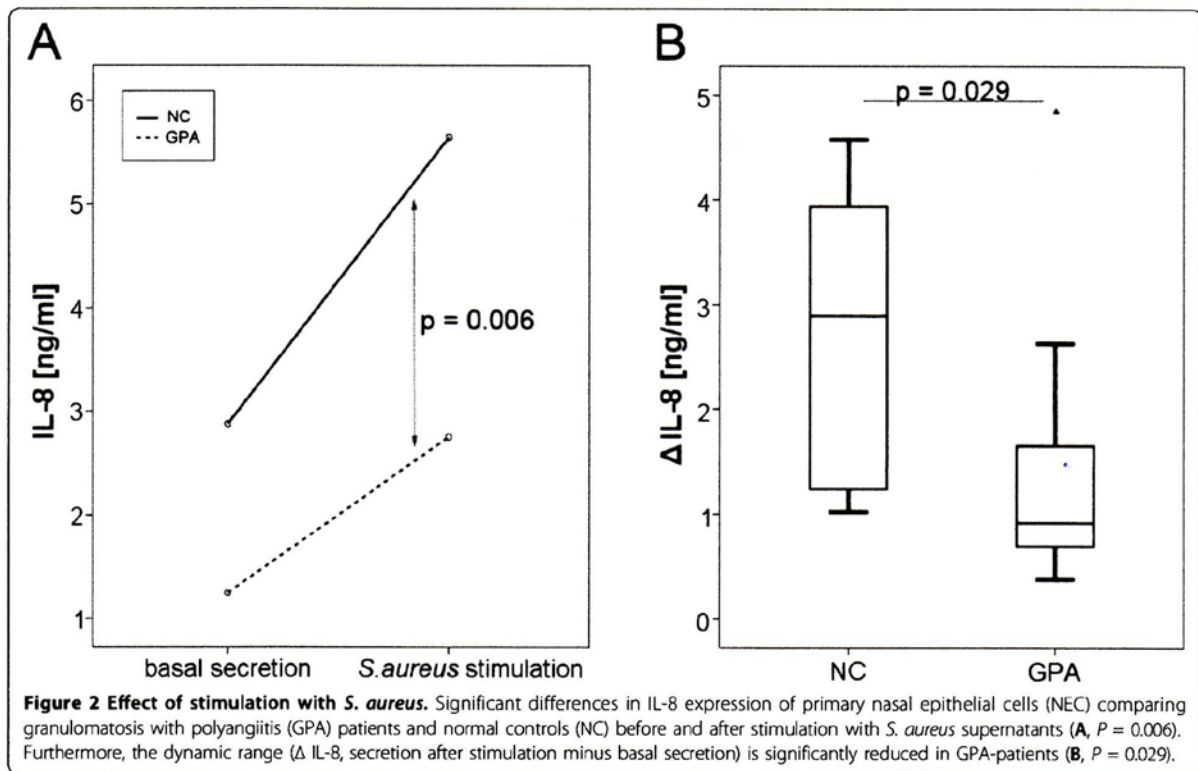 A
B
6
5
4
3
2
1
IL-8 [ng/ml]
NC
GPA
p = 0.006
basal secretion
S.aureus stimulation
5
4
3
2
1
0
Δ IL-8 [ng/ml]
p = 0.029
NC
GPA
Figure 2 Effect of stimulation with S. aureus. Significant differences in IL-8 expression of primary nasal epithelial cells (NEC) comparing
granulomatosis with polyangiitis (GPA) patients and normal controls (NC) before and after stimulation with S. aureus supernatants (A, P = 0.006).
Furthermore, the dynamic range (Δ IL-8, secretion after stimulation minus basal secretion) is significantly reduced in GPA-patients (B, P = 0.029).